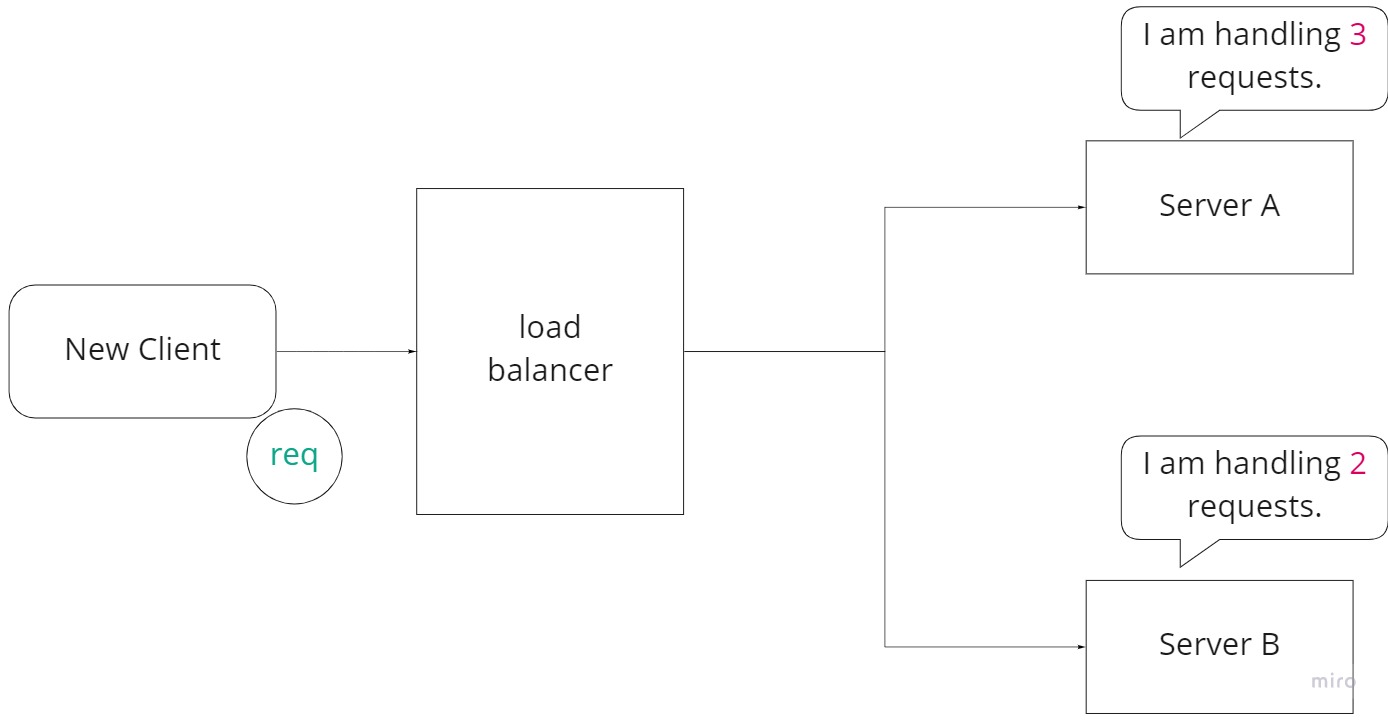 I am handling 3
requests.
Server A
New Client
load
balancer
req
I am handling 2
requests.
Server B
miro